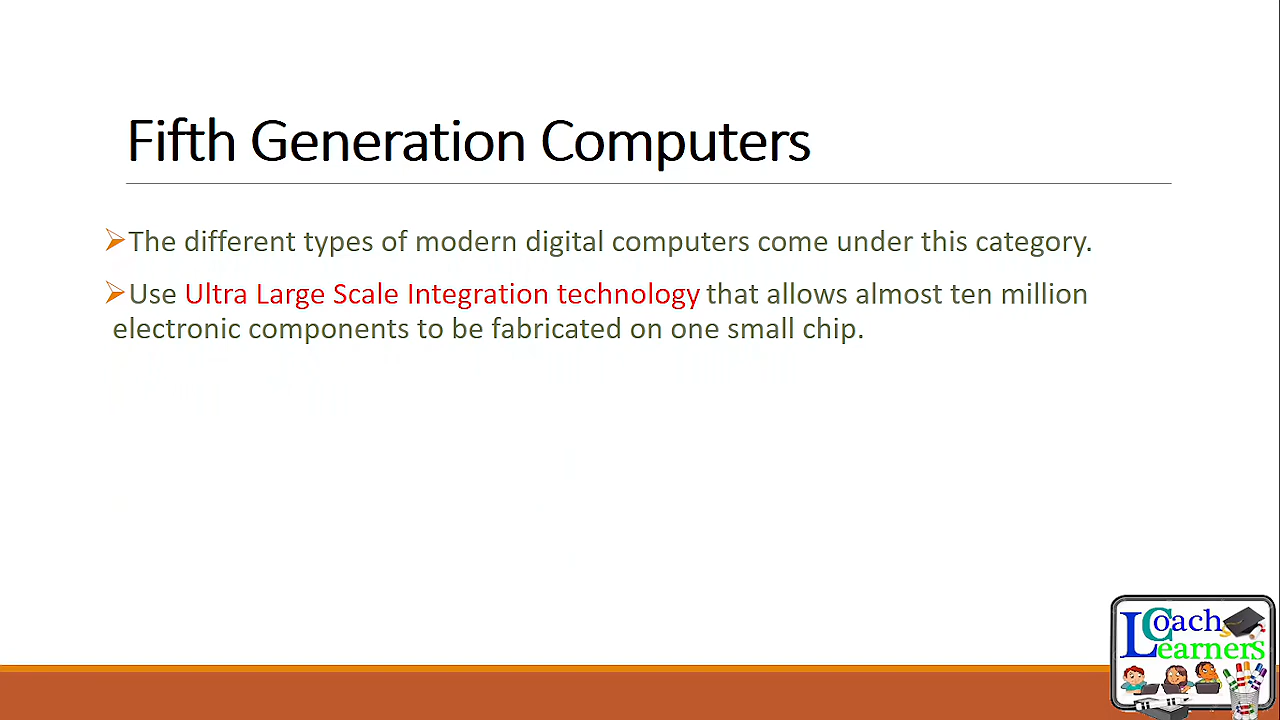 Fifth Generation Computers
➢The different types of modern digital computers come under this category.
➢Use Ultra Large Scale Integration technology that allows almost ten million
electronic components to be fabricated on one small chip.
Coach
Learners